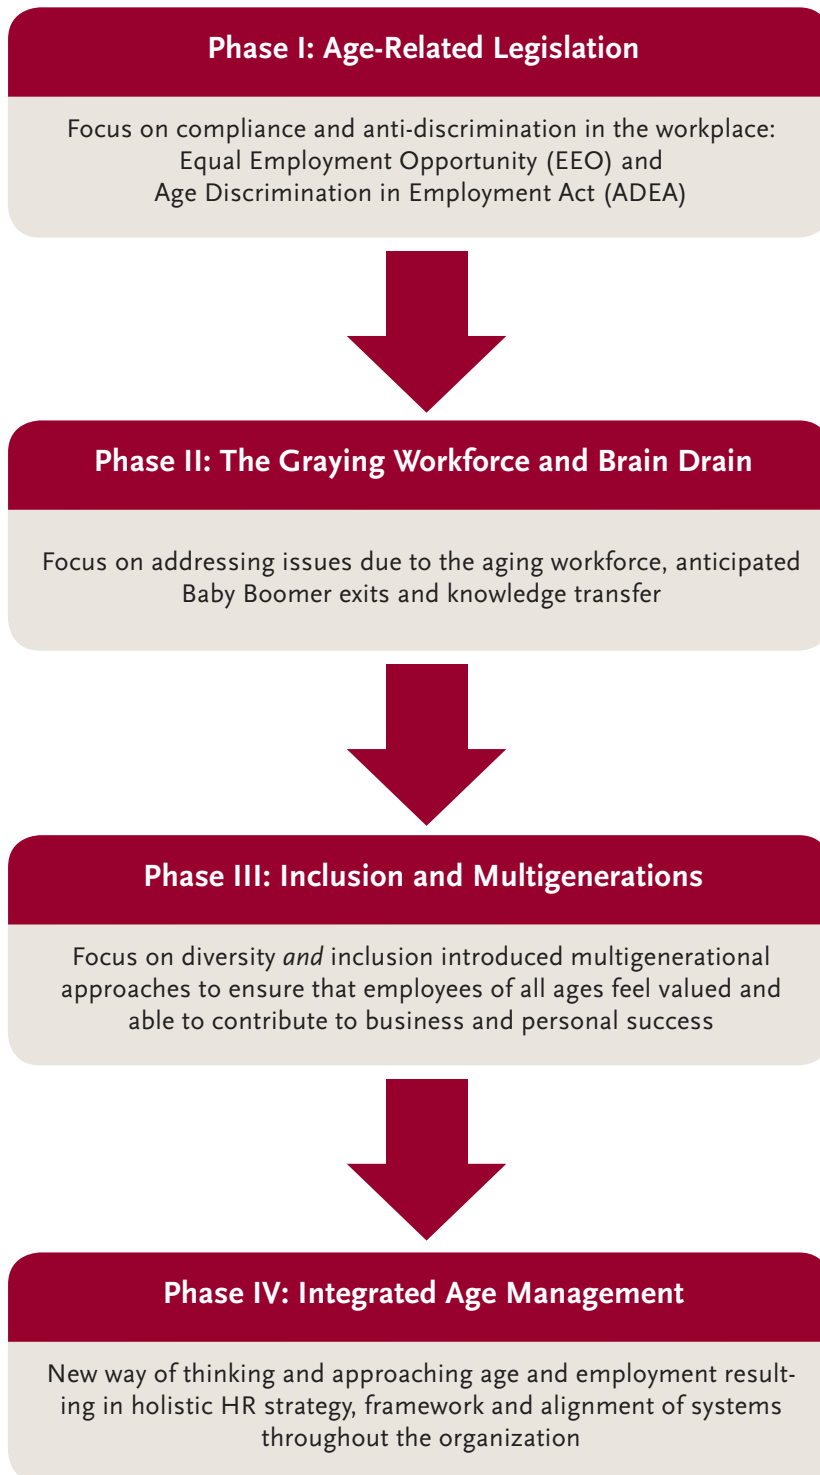 Phase I: Age-Related Legislation
Focus on compliance and anti-discrimination in the workplace:
Equal Employment Opportunity (EEO) and
Age Discrimination in Employment Act (ADEA)
Phase II: The Graying Workforce and Brain Drain
Focus on addressing issues due to the aging workforce, anticipated
Baby Boomer exits and knowledge transfer
Phase III: Inclusion and Multigenerations
Focus on diversity and inclusion introduced multigenerational
approaches to ensure that employees of all ages feel valued and
able to contribute to business and personal success
Phase IV: Integrated Age Management
New way of thinking and approaching age and employment result-
ing in holistic HR strategy, framework and alignment of systems
throughout the organization